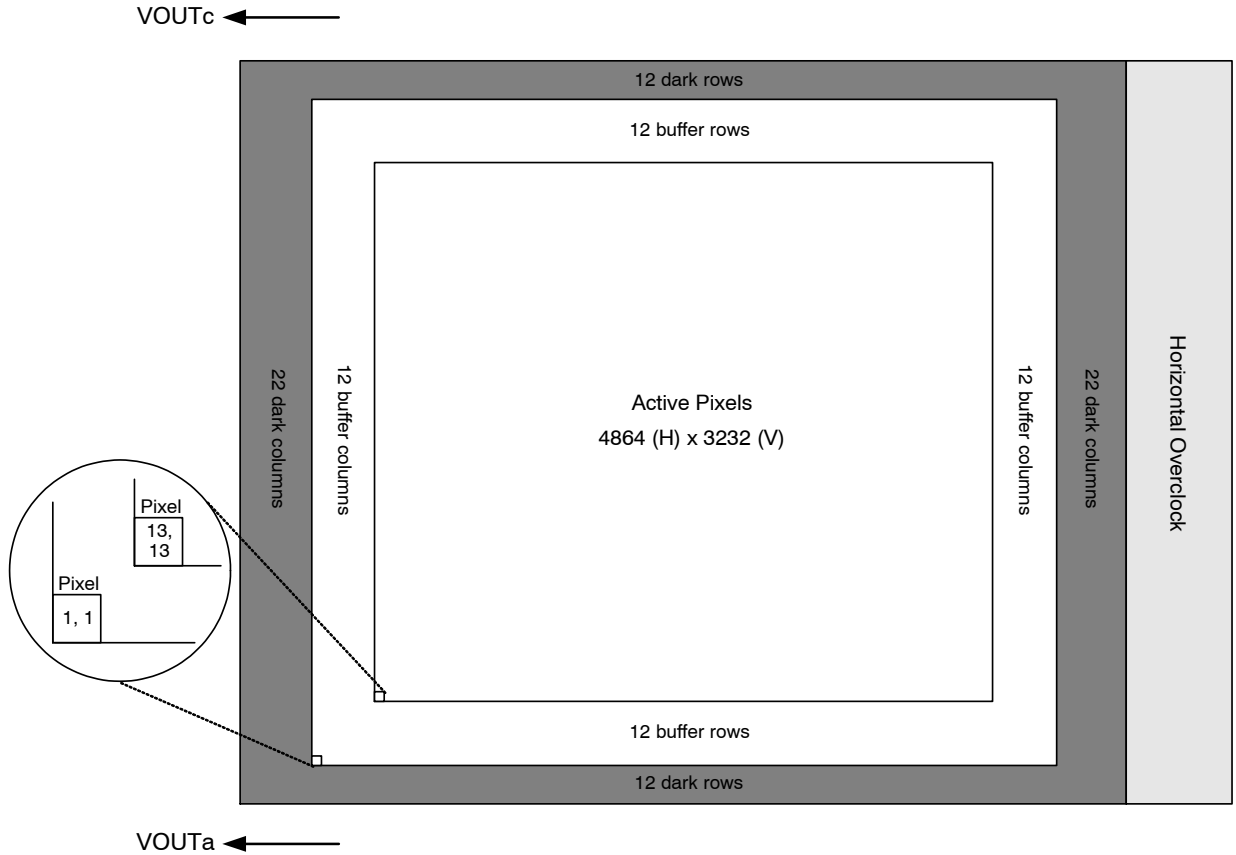 VOUTc
12 dark rows
12 buffer rows
22 dark columns
12 buffer columns
Active Pixels
4864 (H) x 3232 (V)
12 buffer columns
22 dark columns
Horizontal Overclock
Pixel
13,
13
Pixel
1, 1
12 buffer rows
12 dark rows
VOUTa